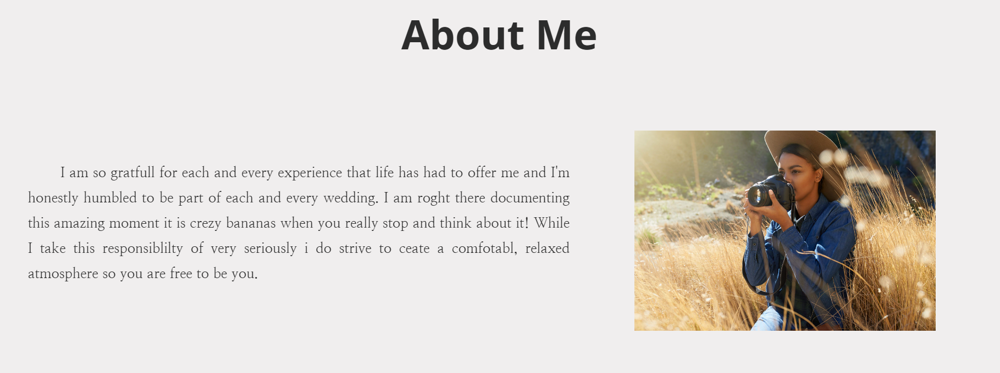 About Me
I am so gratfull for each and every experience that life has had to offer me and I'm
honestly humbled to be part of each and every wedding. I am roght there documenting
this amazing moment it is crezy bananas when you really stop and think about it! While
I take this responsiblilty of very seriously i do strive to ceate a comfotabl, relaxed
atmosphere so you are free to be you.